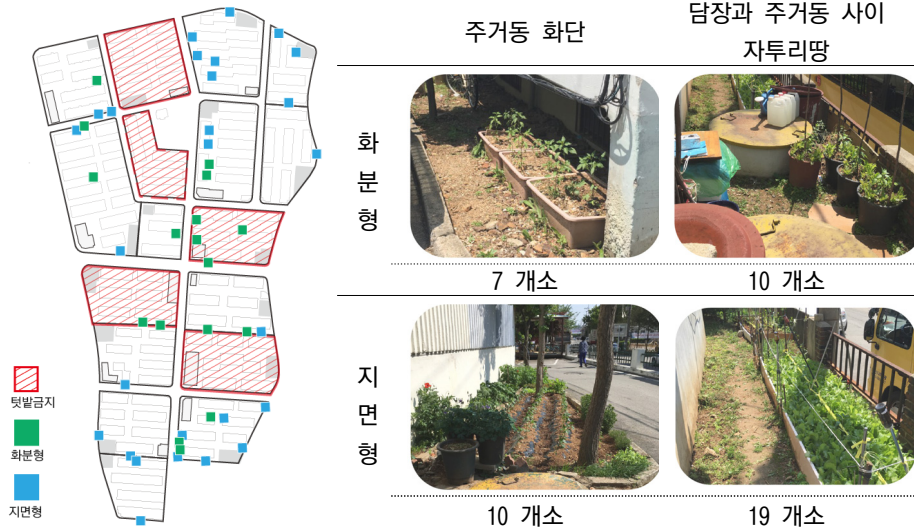 주거동 화단
담장과 주거동 사이
자투리땅
화
분
형
7 개소
10 개소
지
면
형
10 개소
19 개소
텃밭금지
화분형
지면형